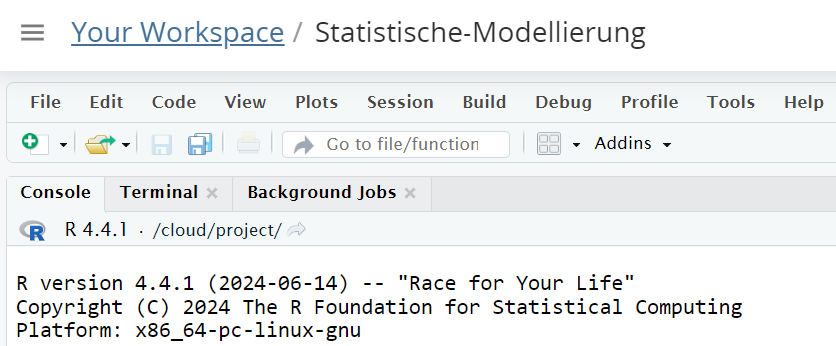 Your Workspace / Statistische-Modellierung
File Edit Code View Plots Session Build Debug Profile Tools Help
Go to file/function Addins
Console Terminal Background Jobs
R R 4.4.1 · /cloud/project/
R version 4.4.1 (2024-06-14) -- "Race for Your Life"
Copyright (C) 2024 The R Foundation for Statistical Computing
Platform: x86_64-pc-linux-gnu